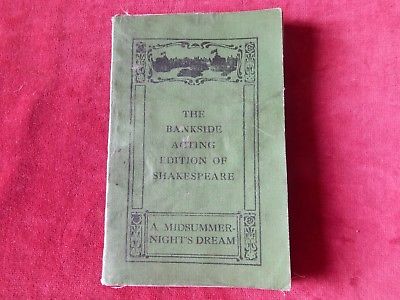 THE
BANKSIDE
ACTING
EDITION OF
SHAKESPEARE
A MIDSUMMER-
NIGHT'S DREAM